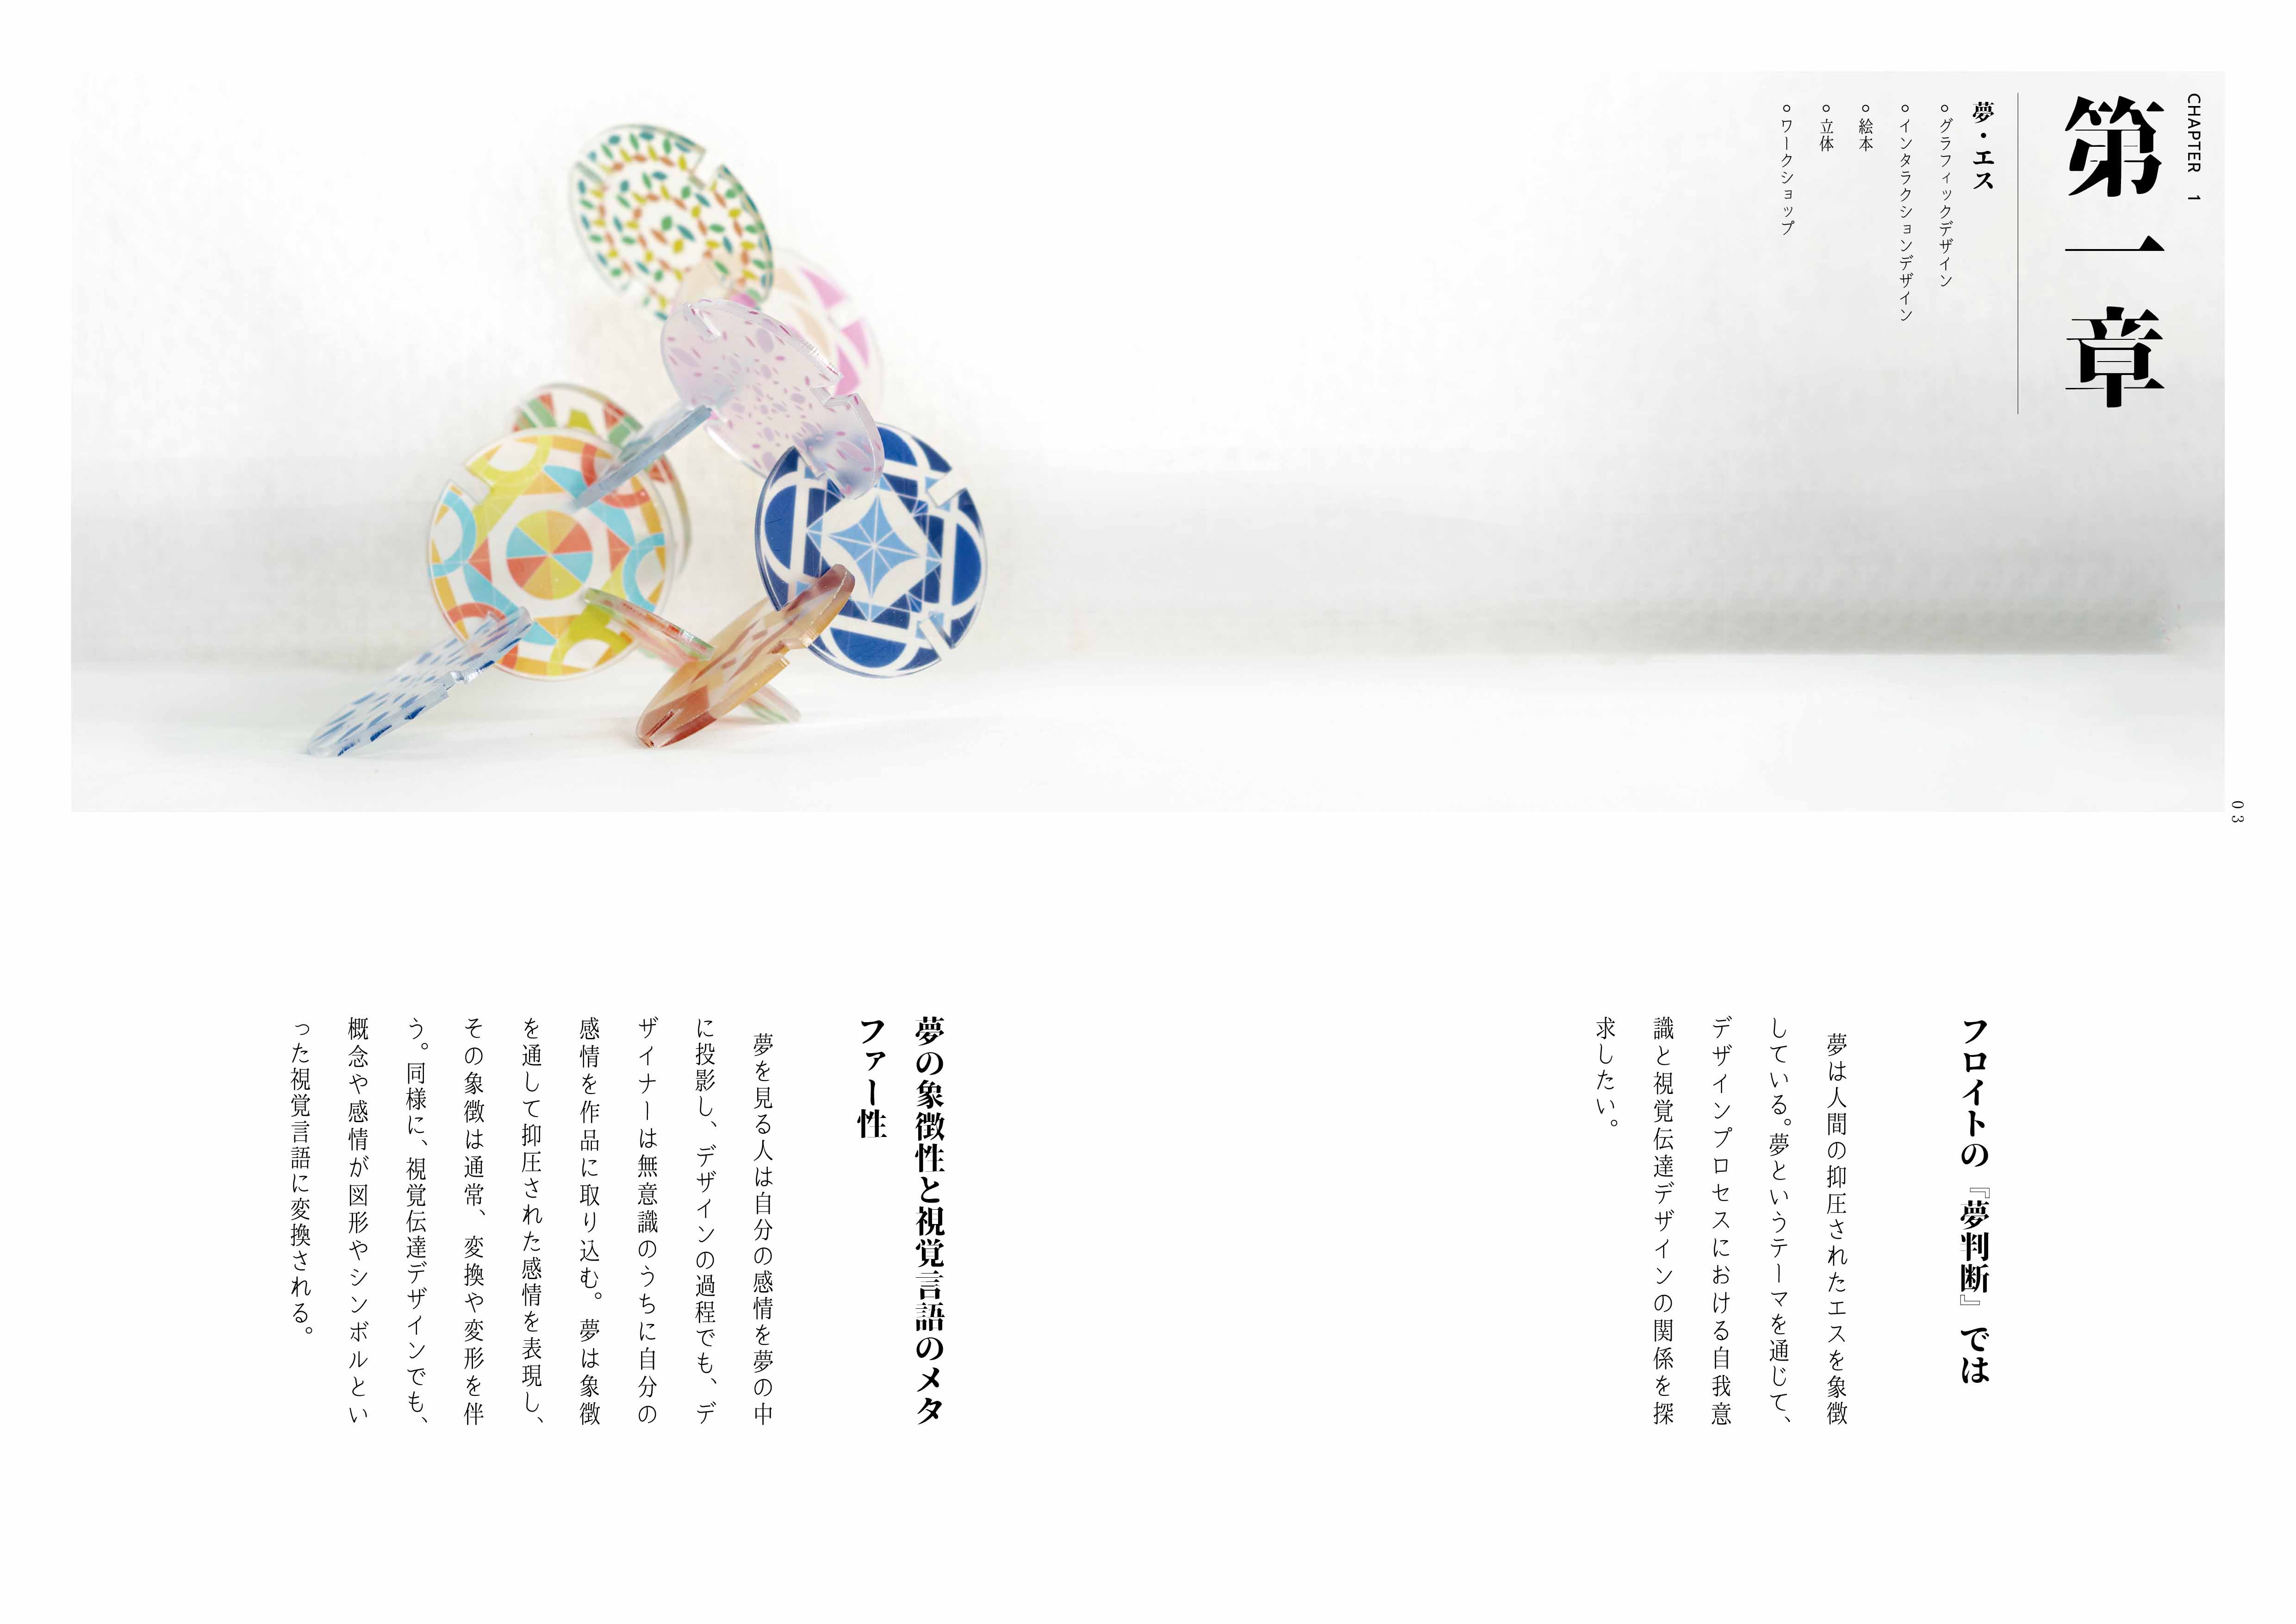 CHAPTER 1
第一章
夢・エス
○グラフィックデザイン
○インタラクションデザイン
○絵本
○立体
○ワークショップ
03
フロイトの『夢判断』では
夢は人間の抑圧されたエスを象徴
している。夢というテーマを通じて、
デザインプロセスにおける自我意
識と視覚伝達デザインの関係を探
求したい。
夢の象徴性と視覚言語のメタ
ファー性
夢を見る人は自分の感情を夢の中
に投影し、デザインの過程でも、デ
ザイナーは無意識のうちに自分の
感情を作品に取り込む。夢は象徴
を通して抑圧された感情を表現し、
その象徴は通常、変換や変形を伴
う。同様に、視覚伝達デザインでも、
概念や感情が図形やシンボルとい
った視覚言語に変換される。